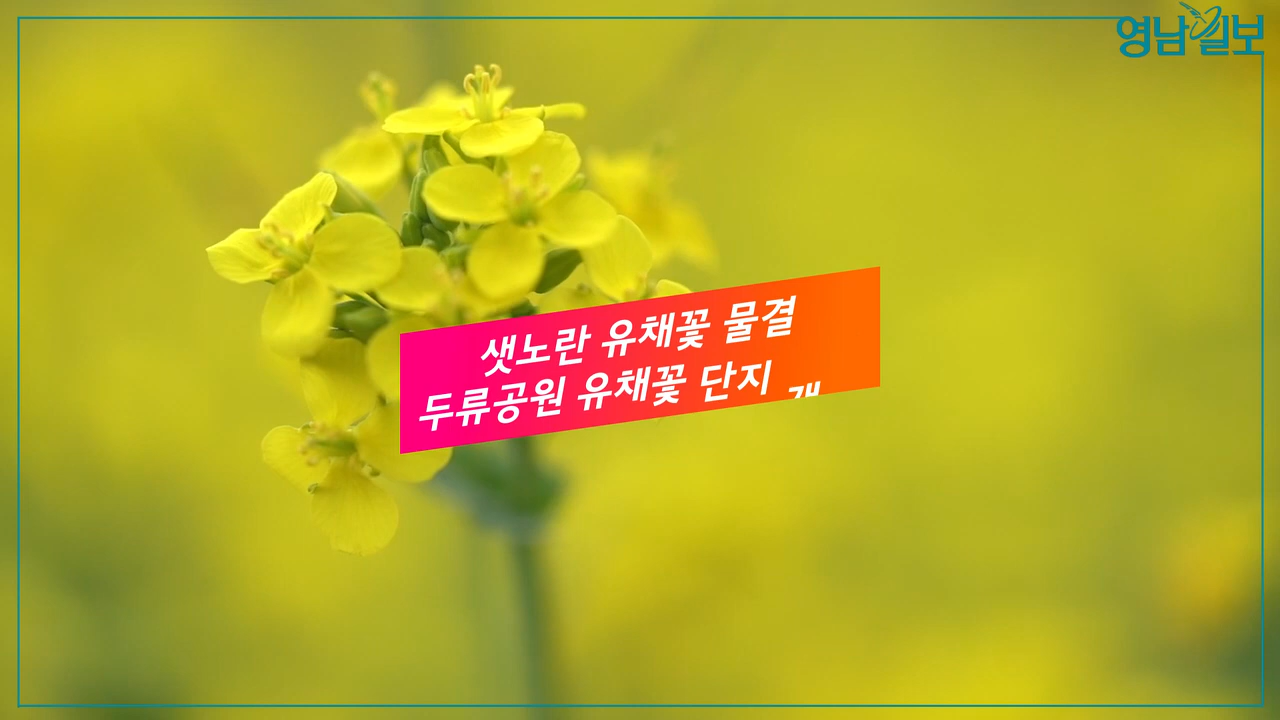 영남일보
샛노란 유채꽃 물결
두류공원 유채꽃 단지